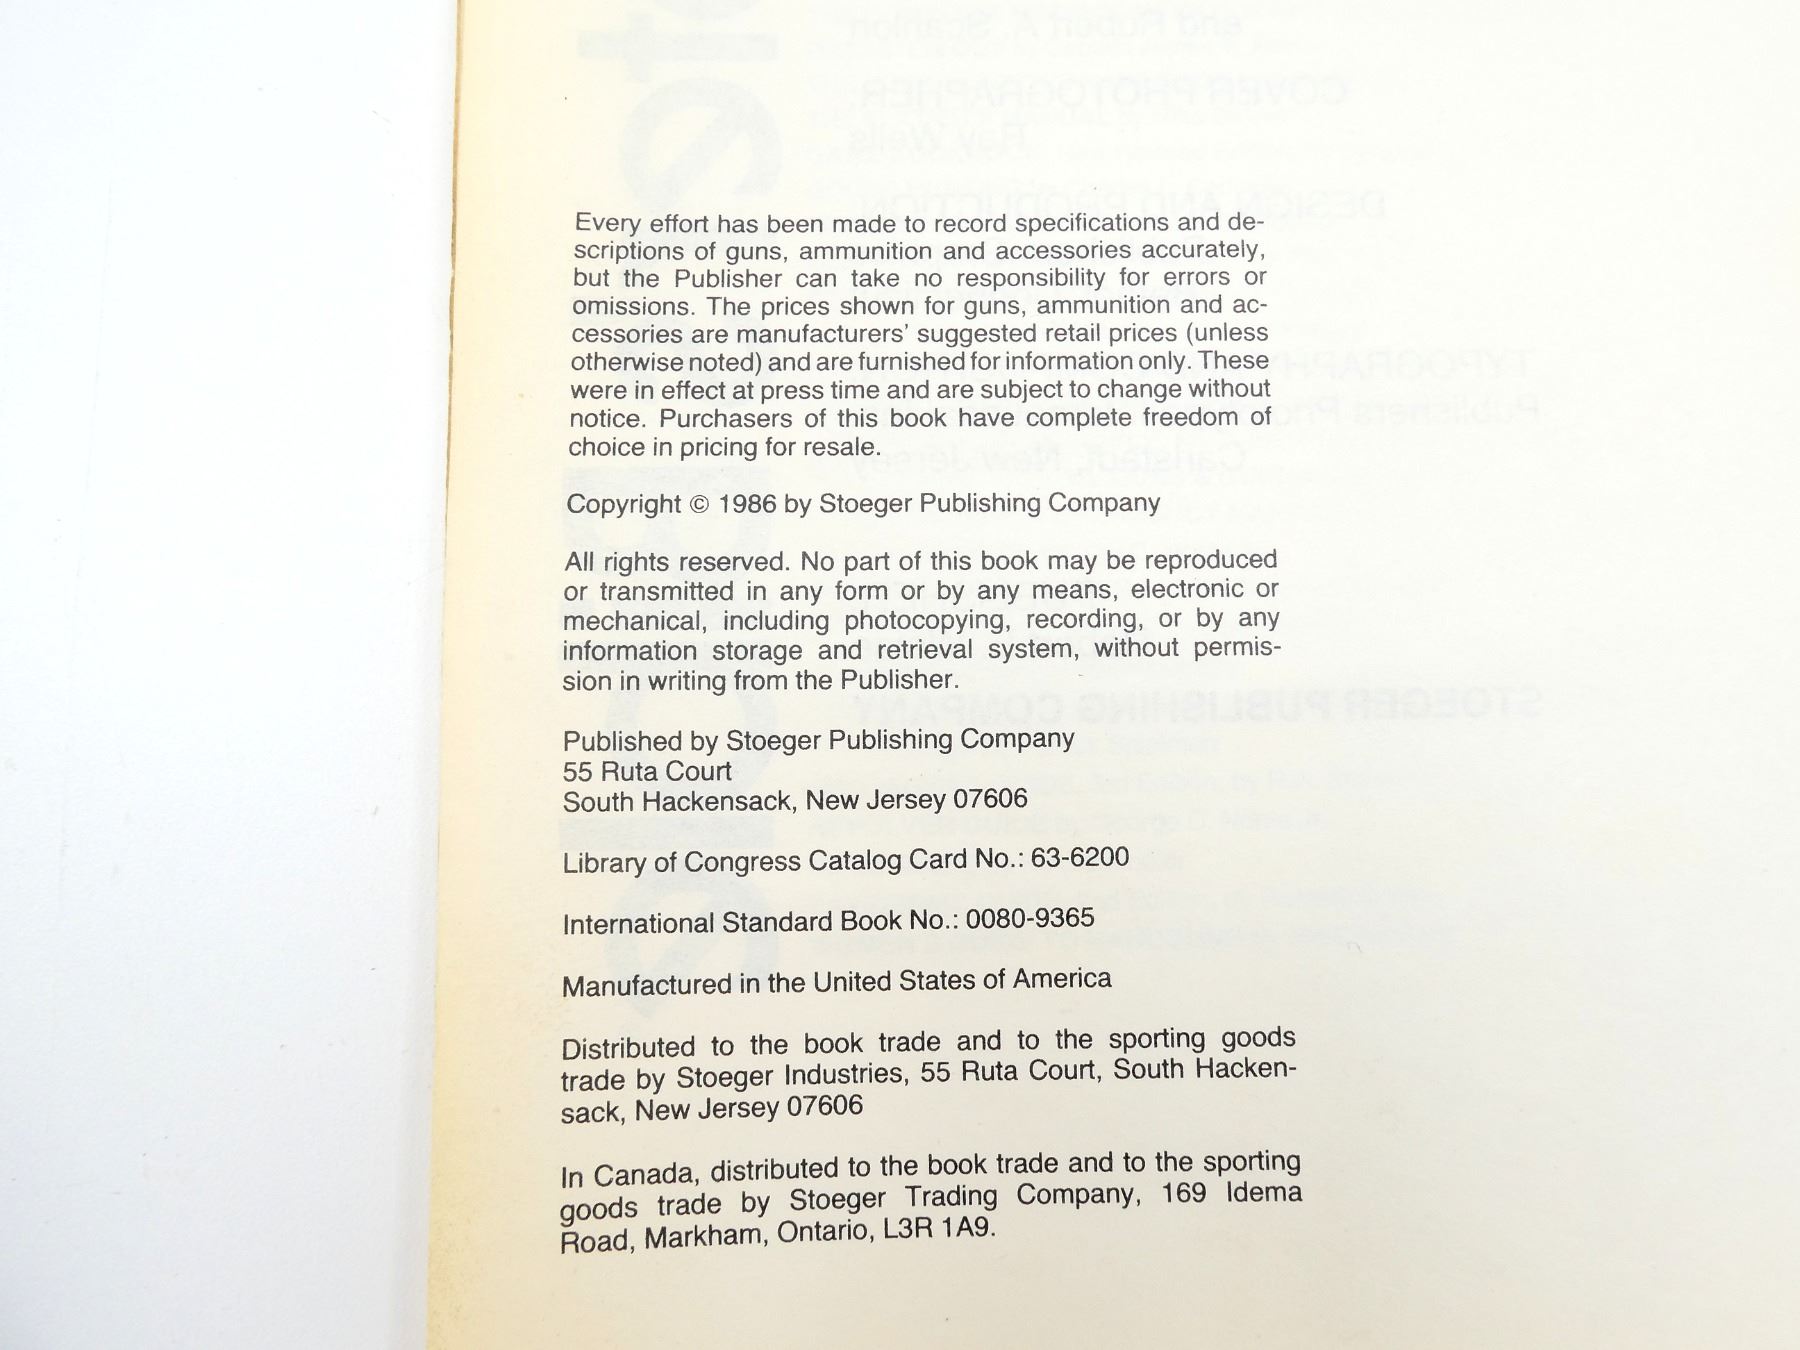 Every effort has been made to record specifications and de-
scriptions of guns, ammunition and accessories accurately,
but the Publisher can take no responsibility for errors or
omissions. The prices shown for guns, ammunition and ac-
cessories are manufacturers' suggested retail prices (unless
otherwise noted) and are furnished for information only. These
were in effect at press time and are subject to change without
notice. Purchasers of this book have complete freedom of
choice in pricing for resale.
Copyright © 1986 by Stoeger Publishing Company
All rights reserved. No part of this book may be reproduced
or transmitted in any form or by any means, electronic or
mechanical, including photocopying, recording, or by any
information storage and retrieval system, without permis-
sion in writing from the Publisher.
Published by Stoeger Publishing Company
55 Ruta Court
South Hackensack, New Jersey 07606
Library of Congress Catalog Card No.: 63-6200
International Standard Book No.: 0080-9365
Manufactured in the United States of America
Distributed to the book trade and to the sporting goods
trade by Stoeger Industries, 55 Ruta Court, South Hacken-
sack, New Jersey 07606
In Canada, distributed to the book trade and to the sporting
goods trade by Stoeger Trading Company, 169 Idema
Road, Markham, Ontario, L3R 1A9.